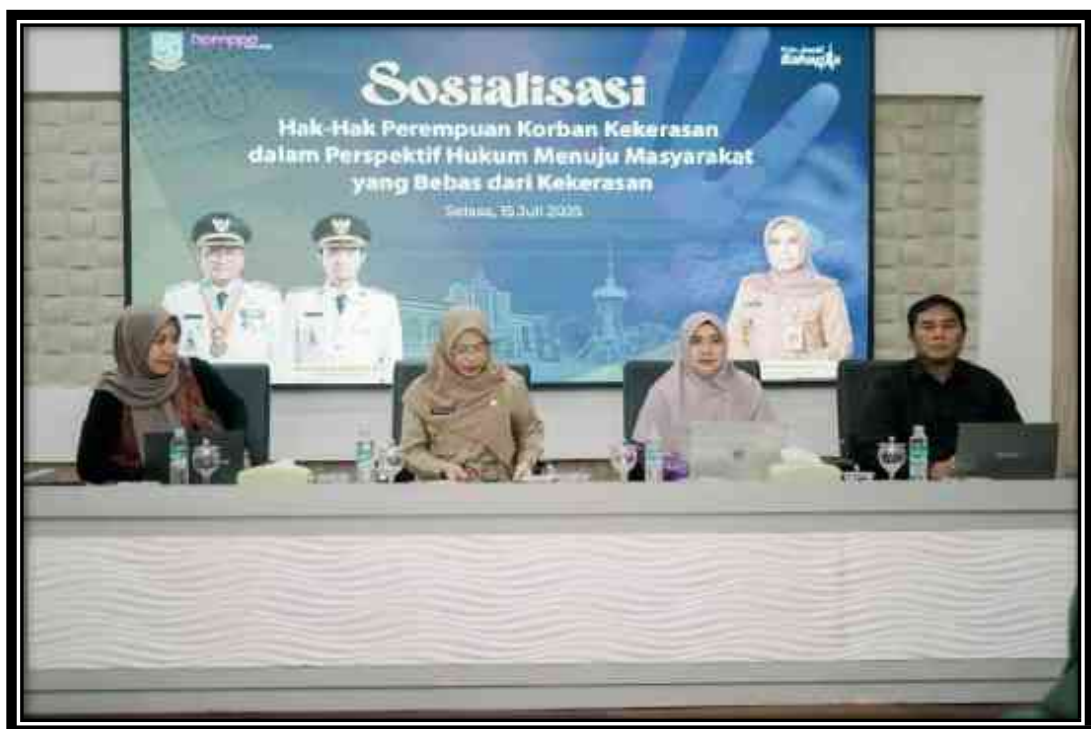 Sosialisasi
Hak-Hak Perempuan Korban Kekerasan
dalam Perspektif Hukum Menuju Masyarakat
yang Bebas dari Kekerasan
Selasa, 15 Juli 2025